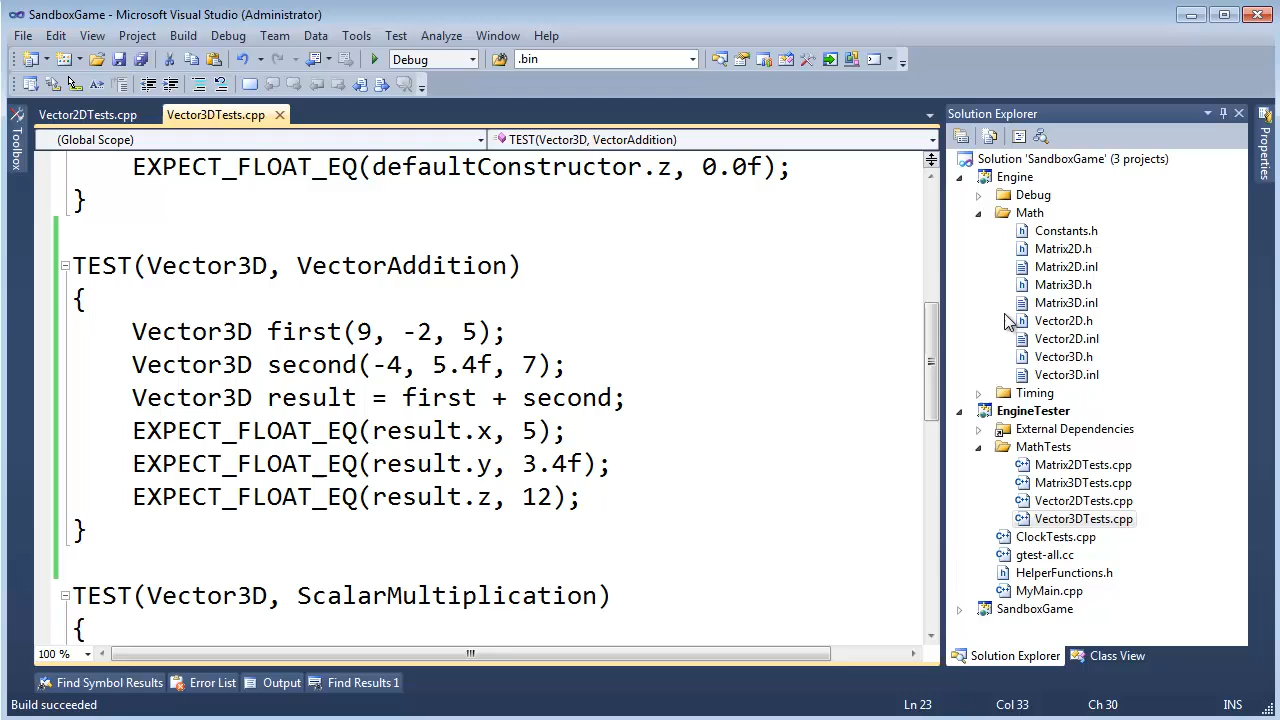 SandboxGame - Microsoft Visual Studio (Administrator)
File Edit View Project Build Debug Team Data Tools Test Analyze Window Help
Debug .bin
Vector2DTests.cpp Vector3DTests.cpp
(Global Scope) TEST(Vector3D, VectorAddition)
EXPECT_FLOAT_EQ(defaultConstructor.z, 0.0f);
}
TEST(Vector3D, VectorAddition)
{
Vector3D first(9, -2, 5);
Vector3D second(-4, 5.4f, 7);
Vector3D result = first + second;
EXPECT_FLOAT_EQ(result.x, 5);
EXPECT_FLOAT_EQ(result.y, 3.4f);
EXPECT_FLOAT_EQ(result.z, 12);
}
TEST(Vector3D, ScalarMultiplication)
{
100 %
Toolbox
Solution Explorer
Solution 'SandboxGame' (3 projects)
Engine
Debug
Math
Constants.h
Matrix2D.h
Matrix2D.inl
Matrix3D.h
Matrix3D.inl
Vector2D.h
Vector2D.inl
Vector3D.h
Vector3D.inl
Timing
EngineTester
External Dependencies
MathTests
Matrix2DTests.cpp
Matrix3DTests.cpp
Vector2DTests.cpp
Vector3DTests.cpp
ClockTests.cpp
gtest-all.cc
HelperFunctions.h
MyMain.cpp
SandboxGame
Solution Explorer Class View
Properties
Find Symbol Results Error List Output Find Results 1
Build succeeded Ln 23 Col 33 Ch 30 INS